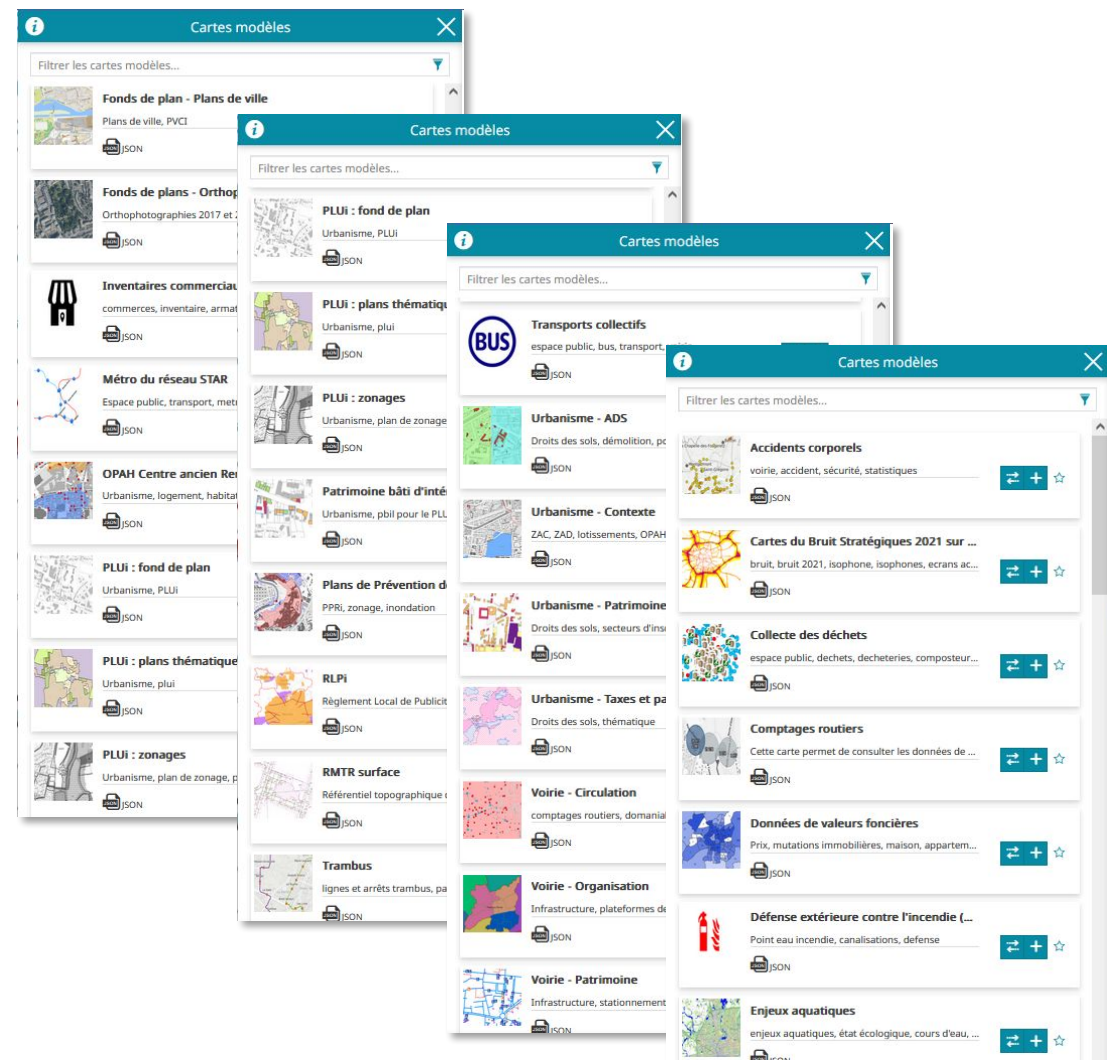 Cartes modèles
Filtrer les cartes modèles...
Fonds de plan - Plans de ville
Plans de ville, PVCI
JSON
Fonds de plans - Orthop
Orthophotographies 2017 et
JSON
Inventaires commerciau
commerces, inventaire, armat
JSON
Métro du réseau STAR
Espace public, transport, metr
JSON
OPAH Centre ancien Ren
Urbanisme, logement, habitat
JSON
PLUi : fond de plan
Urbanisme, PLUi
JSON
PLUi : plans thématique
Urbanisme, plui
JSON
PLUi : zonages
Urbanisme, plan de zonage, p
JSON
Cartes modèles
Filtrer les cartes modèles...
PLUi : fond de plan
Urbanisme, PLUi
JSON
PLUi : plans thématiqu
Urbanisme, plui
JSON
PLUi : zonages
Urbanisme, plan de zonage
JSON
Patrimoine bâti d'inté
Urbanisme, pbil pour le PLU
JSON
Plans de Prévention d
PPRi, zonage, inondation
JSON
RLPi
Règlement Local de Publicit
JSON
RMTR surface
Référentiel topographique
JSON
Trambus
lignes et arrêts trambus, pa
JSON
Cartes modèles
Filtrer les cartes modèles...
BUS
Transports collectifs
espace public, bus, transport,
JSON
Urbanisme - ADS
Droits des sols, démolition, pe
JSON
Urbanisme - Contexte
ZAC, ZAD, lotissements, OPAH
JSON
Urbanisme - Patrimoine
Droits des sols, secteurs d'ins
JSON
Urbanisme - Taxes et pa
Droits des sols, thématique
JSON
Voirie - Circulation
comptages routiers, domanial
JSON
Voirie - Organisation
Infrastructure, plateformes de
JSON
Voirie - Patrimoine
Infrastructure, stationnement
JSON
Cartes modèles
Filtrer les cartes modèles...
Accidents corporels
voirie, accident, sécurité, statistiques
JSON
Cartes du Bruit Stratégiques 2021 sur ...
bruit, bruit 2021, isophone, isophones, ecrans ac...
JSON
Collecte des déchets
espace public, dechets, decheteries, composteur...
JSON
Comptages routiers
Cette carte permet de consulter les données de ...
JSON
Données de valeurs foncières
Prix, mutations immobilières, maison, appartem...
JSON
Défense extérieure contre l'incendie (...
Point eau incendie, canalisations, defense
JSON
Enjeux aquatiques
enjeux aquatiques, état écologique, cours d'eau, ...
JSON